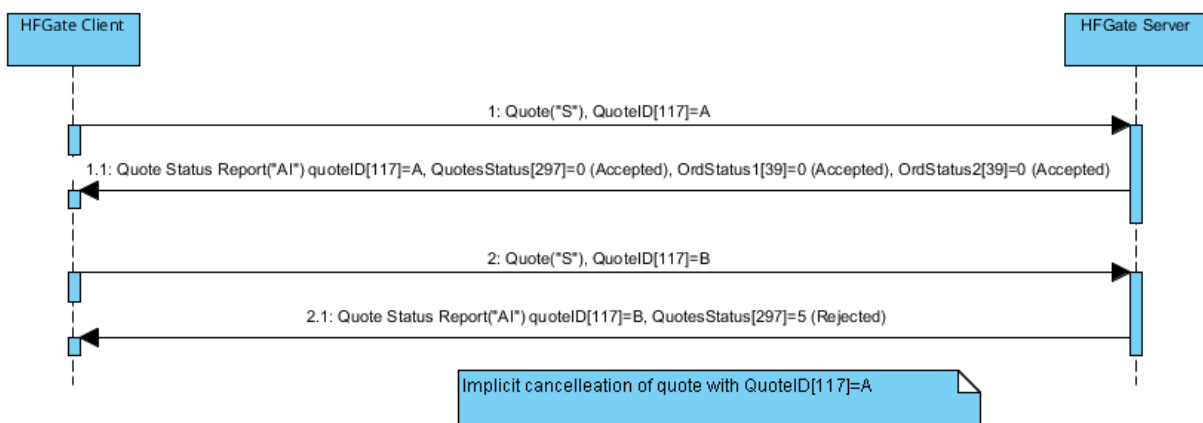 HFGate Client
HFGate Server
1: Quote("S"), QuoteID[117]=A
1.1: Quote Status Report("AI") quoteID[117]=A, QuotesStatus[297]=0 (Accepted), OrdStatus1[39]=0 (Accepted), OrdStatus2[39]=0 (Accepted)
2: Quote("S"), QuoteID[117]=B
2.1: Quote Status Report("AI") quoteID[117]=B, QuotesStatus[297]=5 (Rejected)
Implicit cancelleation of quote with QuoteID[117]=A